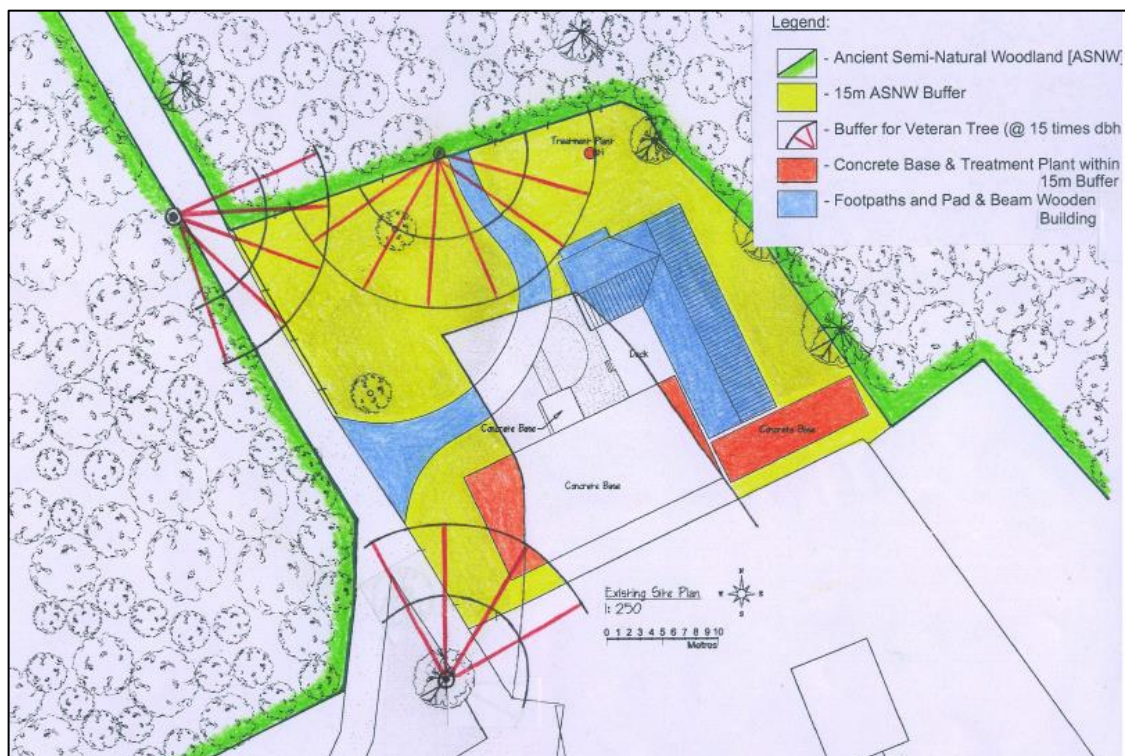 Legend:
- Ancient Semi-Natural Woodland [ASNW]
- 15m ASNW Buffer
- Buffer for Veteran Tree (@ 15 times dbh
- Concrete Base & Treatment Plant within
15m Buffer
- Footpaths and Pad & Beam Wooden
Building
Treatment Plant
Deck
Concrete Base
Concrete Base
Concrete Base
Existing Site Plan
1: 250
N
W E
S
0 1 2 3 4 5 6 7 8 9 10
Metres